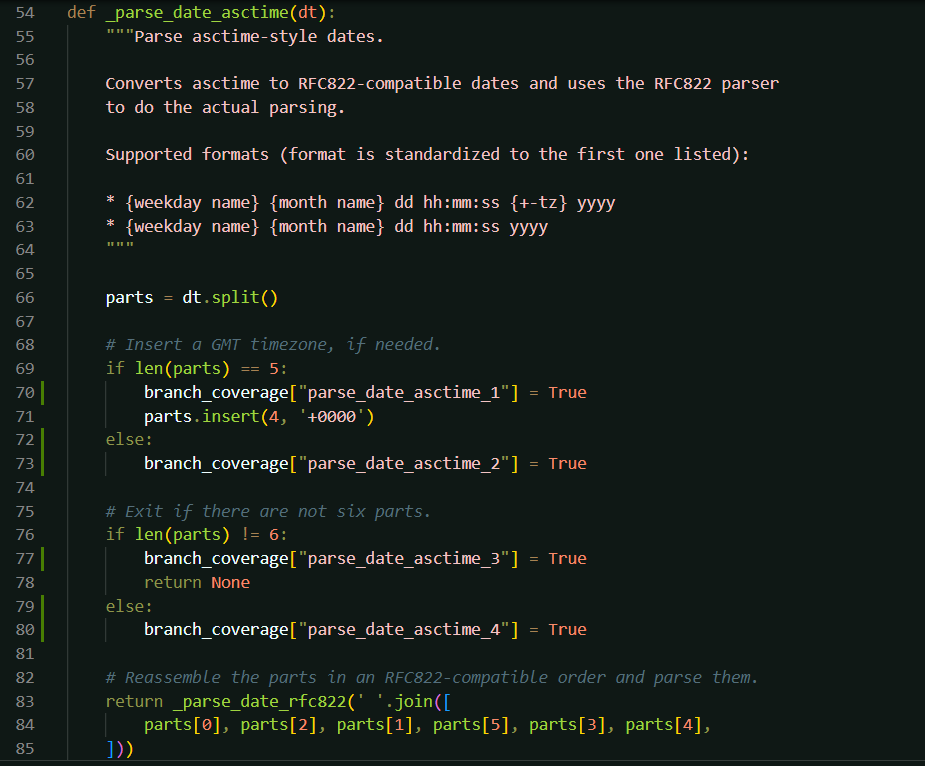 54 def _parse_date_asctime(dt):
55     """Parse asctime-style dates.
56
57     Converts asctime to RFC822-compatible dates and uses the RFC822 parser
58     to do the actual parsing.
59
60     Supported formats (format is standardized to the first one listed):
61
62     * {weekday name} {month name} dd hh:mm:ss {+-tz} yyyy
63     * {weekday name} {month name} dd hh:mm:ss yyyy
64     """
65
66     parts = dt.split()
67
68     # Insert a GMT timezone, if needed.
69     if len(parts) == 5:
70         branch_coverage["parse_date_asctime_1"] = True
71         parts.insert(4, '+0000')
72     else:
73         branch_coverage["parse_date_asctime_2"] = True
74
75     # Exit if there are not six parts.
76     if len(parts) != 6:
77         branch_coverage["parse_date_asctime_3"] = True
78         return None
79     else:
80         branch_coverage["parse_date_asctime_4"] = True
81
82     # Reassemble the parts in an RFC822-compatible order and parse them.
83     return _parse_date_rfc822(' '.join([
84         parts[0], parts[2], parts[1], parts[5], parts[3], parts[4],
85     ]))